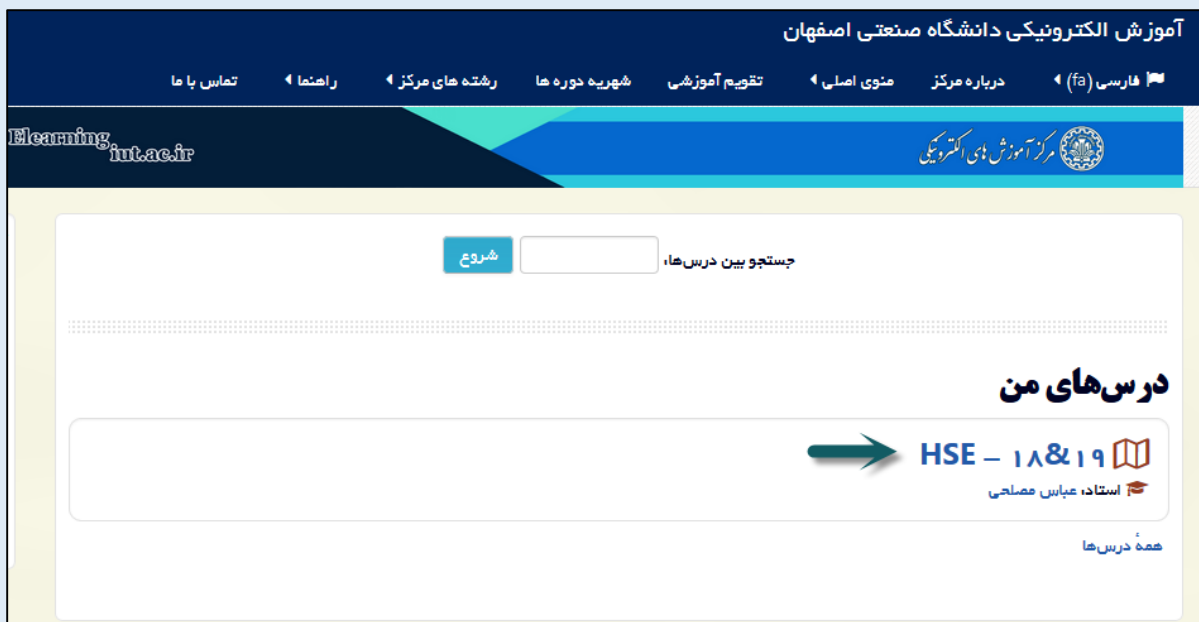 آموزش الکترونیکی دانشگاه صنعتی اصفهان
فارسی (fa) درباره مرکز منوی اصلی تقویم آموزشی شهریه دوره ها رشته های مرکز راهنما تماس با ما
مرکز آموزش های الکترونیکی
Elearning
iut.ac.ir
جستجو بین درس‌ها: شروع
درس‌های من
HSE – ۱۸&۱۹
استاد: عباس مصلحی
همهٔ درس‌ها